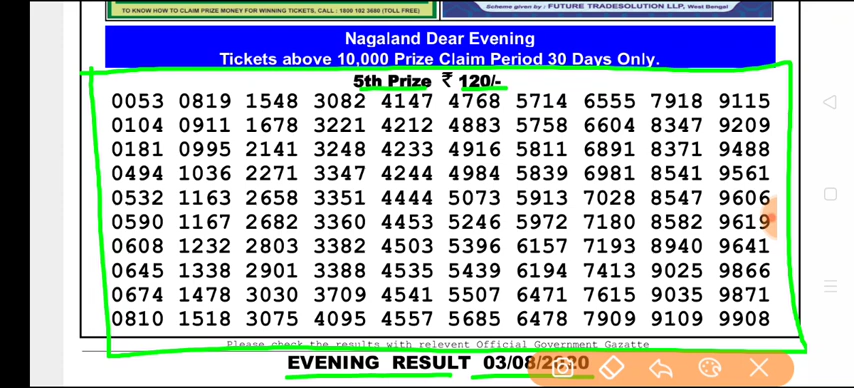 TO KNOW HOW TO CLAIM PRIZE MONEY FOR WINNING TICKETS, CALL : 1800 182 3680 (TOLL FREE)
Scheme given by : FUTURE TRADESOLUTION LLP, West Bengal
Nagaland Dear Evening
Tickets above 10,000 Prize Claim Period 30 Days Only.
5th Prize ₹ 120/-
0053 0819 1548 3082 4147 4768 5714 6555 7918 9115
0104 0911 1678 3221 4212 4883 5758 6604 8347 9209
0181 0995 2141 3248 4233 4916 5811 6891 8371 9488
0494 1036 2271 3347 4244 4984 5839 6981 8541 9561
0532 1163 2658 3351 4444 5073 5913 7028 8547 9606
0590 1167 2682 3360 4453 5246 5972 7180 8582 9619
0608 1232 2803 3382 4503 5396 6157 7193 8940 9641
0645 1338 2901 3388 4535 5439 6194 7413 9025 9866
0674 1478 3030 3709 4541 5507 6471 7615 9035 9871
0810 1518 3075 4095 4557 5685 6478 7909 9109 9908
Please check the results with relevent Official Government Gazatte
EVENING RESULT 03/08/2020